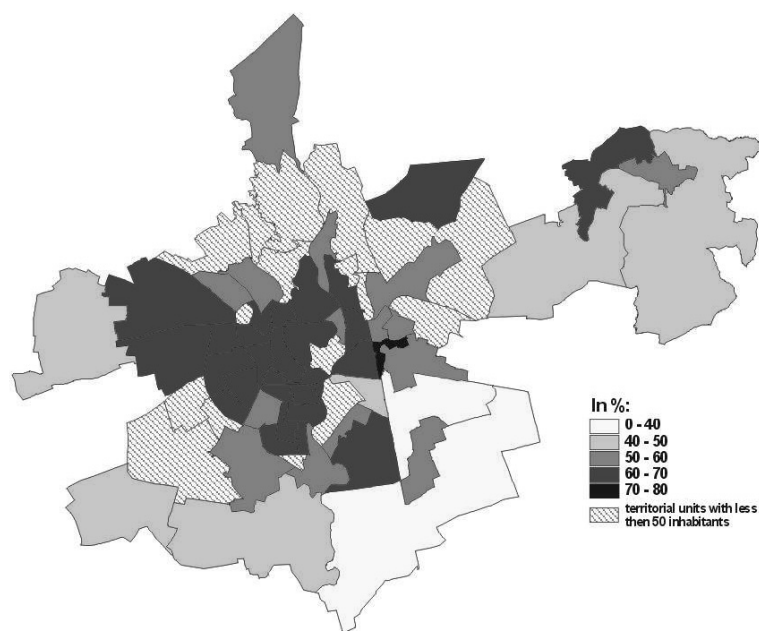 In %:
0 - 40
40 - 50
50 - 60
60 - 70
70 - 80
territorial units with less
then 50 inhabitants